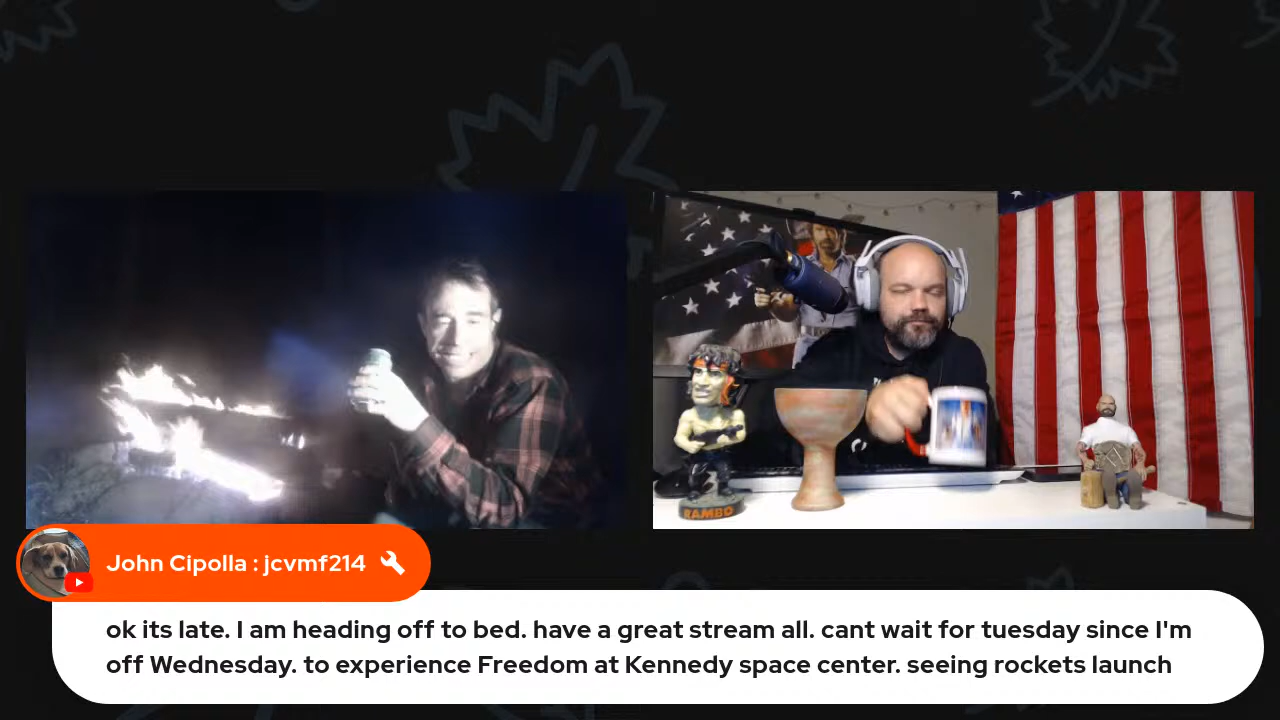 RAMBO
John Cipolla : jcvmf214
ok its late. I am heading off to bed. have a great stream all. cant wait for tuesday since I'm
off Wednesday. to experience Freedom at Kennedy space center. seeing rockets launch